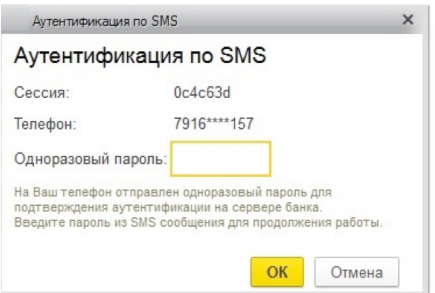 Аутентификация по SMS
Аутентификация по SMS
Сессия: 0c4c63d
Телефон: 7916****157
Одноразовый пароль:
На Ваш телефон отправлен одноразовый пароль для
подтверждения аутентификации на сервере банка.
Введите пароль из SMS сообщения для продолжения работы.
ОК Отмена